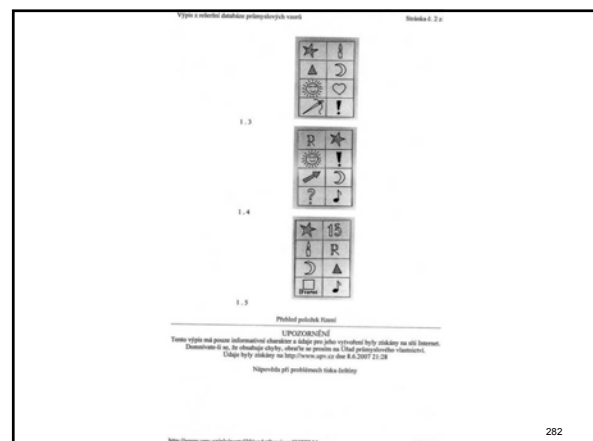 Výpis z rešeršní databáze průmyslových vzorů
Stránka č. 2 z
!
1.3
R
!
?
1.4
15
R
1.5
Přehled položek řízení
UPOZORNĚNÍ
Tento výpis má pouze informativní charakter a údaje pro jeho vytvoření byly získány na síti Internet.
Domníváte-li se, že obsahuje chyby, obraťte se prosím na Úřad průmyslového vlastnictví.
Údaje byly získány na http://www.upv.cz dne 8.6.2007 21:28
Nápověda při problémech tisku češtiny
282